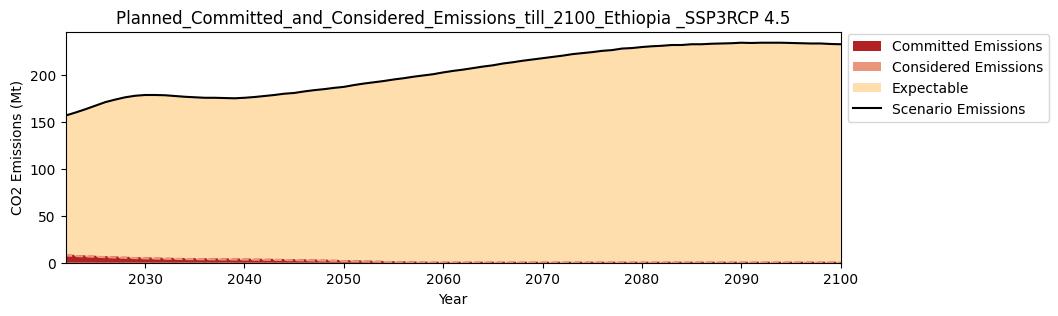 Planned_Committed_and_Considered_Emissions_till_2100_Ethiopia _SSP3RCP 4.5
Committed Emissions
Considered Emissions
Expectable
Scenario Emissions
CO2 Emissions (Mt)
200
150
100
50
0
2030 2040 2050 2060 2070 2080 2090 2100
Year